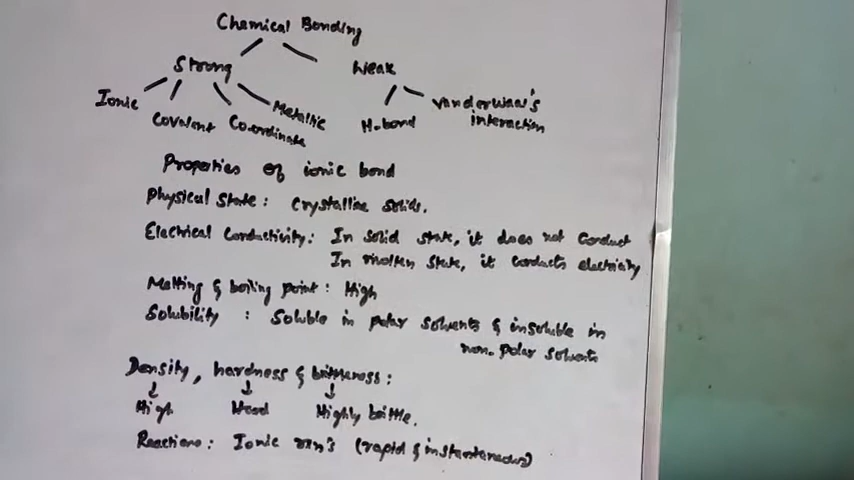 Chemical Bonding
Strong Weak
Ionic Covalent Co-ordinate Metallic H-bond vanderwaal's interaction
Properties of ionic bond
Physical State: Crystalline solids.
Electrical Conductivity: In solid state, it does not conduct
In molten state, it conducts electricity
Melting & boiling point: High
Solubility : Soluble in polar solvents & insoluble in
non-polar solvents
Density, hardness & brittleness:
↓ ↓ ↓
High Hard Highly brittle.
Reactions: Ionic rxn's (rapid & instantaneous)